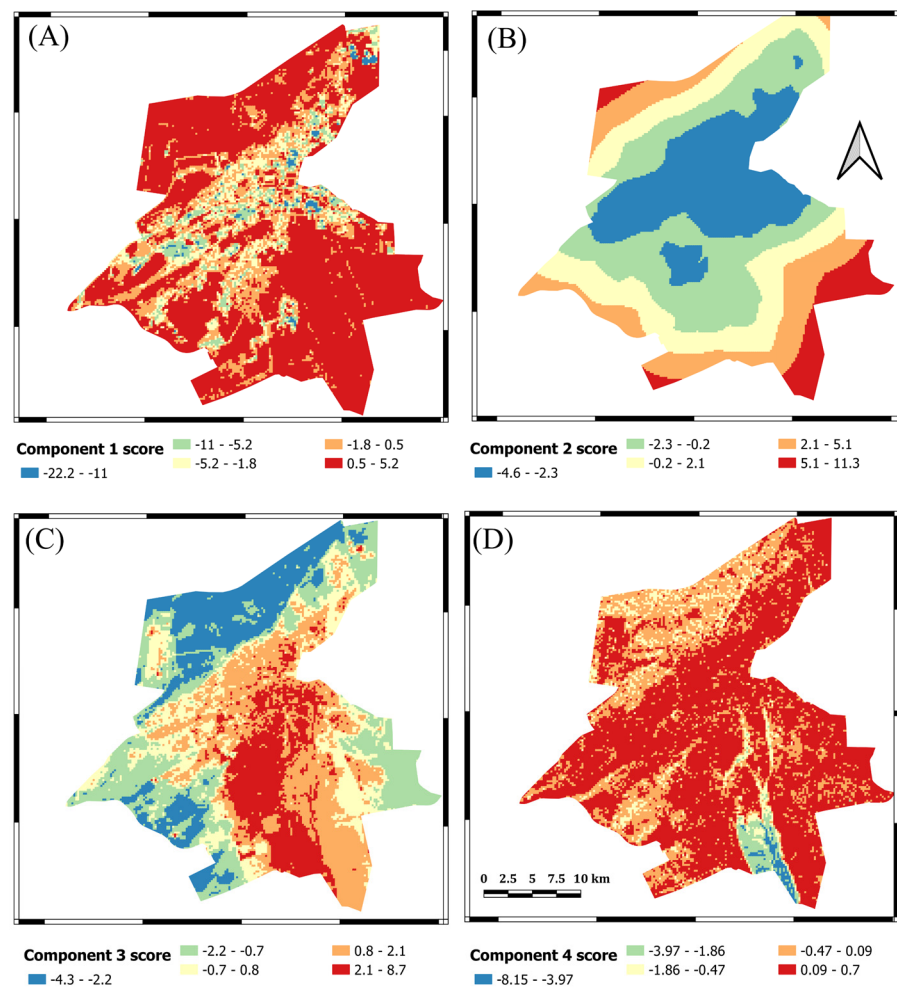 (A)
(B)
Component 1 score
-22.2 - -11
-11 - -5.2
-5.2 - -1.8
-1.8 - 0.5
0.5 - 5.2
Component 2 score
-4.6 - -2.3
-2.3 - -0.2
-0.2 - 2.1
2.1 - 5.1
5.1 - 11.3
(C)
(D)
0 2.5 5 7.5 10 km
Component 3 score
-4.3 - -2.2
-2.2 - -0.7
-0.7 - 0.8
0.8 - 2.1
2.1 - 8.7
Component 4 score
-8.15 - -3.97
-3.97 - -1.86
-1.86 - -0.47
-0.47 - 0.09
0.09 - 0.7